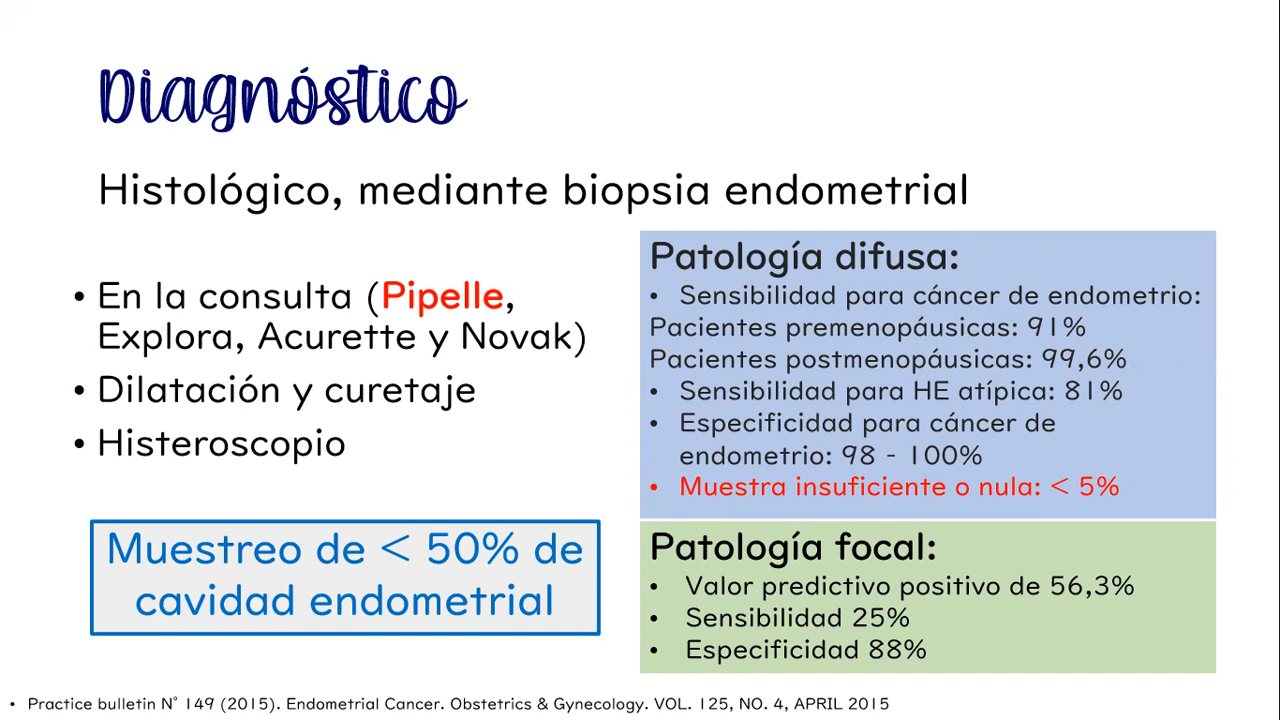 Diagnóstico
Histológico, mediante biopsia endometrial
• En la consulta (Pipelle,
Explora, Acurette y Novak)
• Dilatación y curetaje
• Histeroscopio
Muestreo de < 50% de
cavidad endometrial
Patología difusa:
• Sensibilidad para cáncer de endometrio:
Pacientes premenopáusicas: 91%
Pacientes postmenopáusicas: 99,6%
• Sensibilidad para HE atípica: 81%
• Especificidad para cáncer de
endometrio: 98 - 100%
• Muestra insuficiente o nula: < 5%
Patología focal:
• Valor predictivo positivo de 56,3%
• Sensibilidad 25%
• Especificidad 88%
• Practice bulletin N° 149 (2015). Endometrial Cancer. Obstetrics & Gynecology. VOL. 125, NO. 4, APRIL 2015